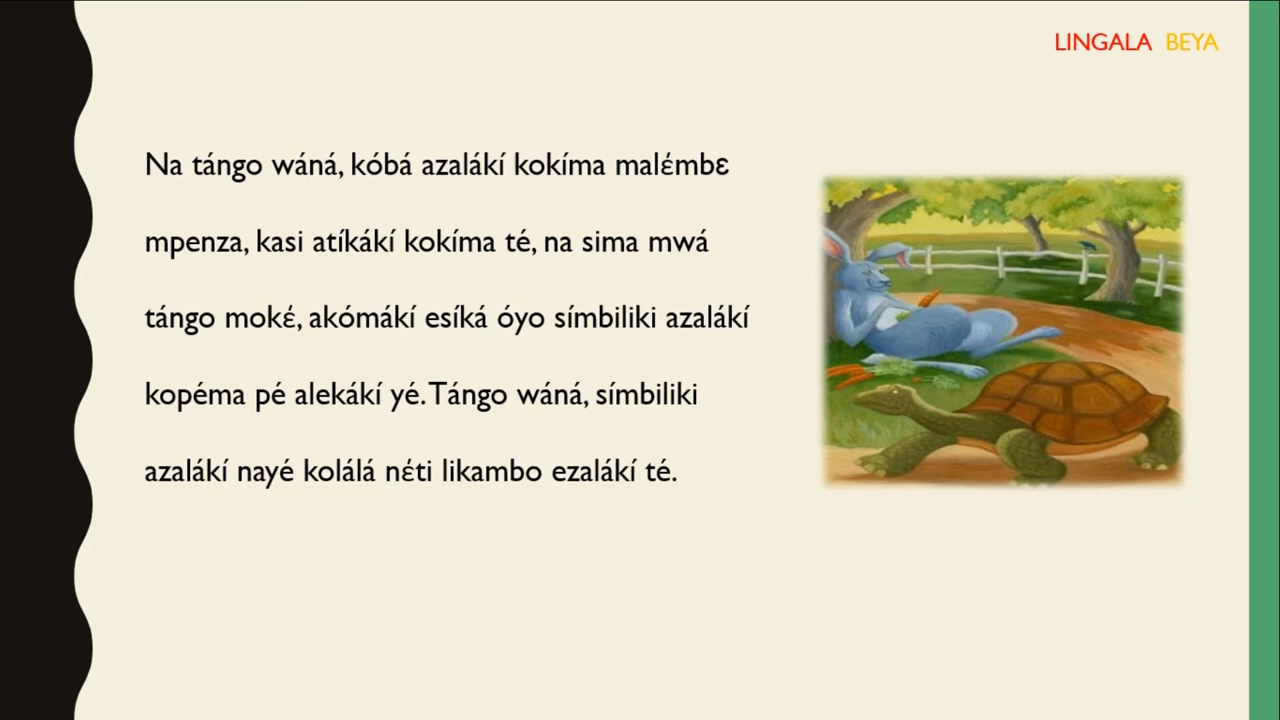 LINGALA BEYA
Na tángo wáná, kóbá azalákí kokíma malɛ́mbɛ
mpenza, kasi atíkákí kokíma té, na sima mwá
tángo mokɛ́, akómákí esíká óyo símbiliki azalákí
kopéma pé alekákí yé. Tángo wáná, símbiliki
azalákí nayé kolálá nɛ́ti likambo ezalákí té.